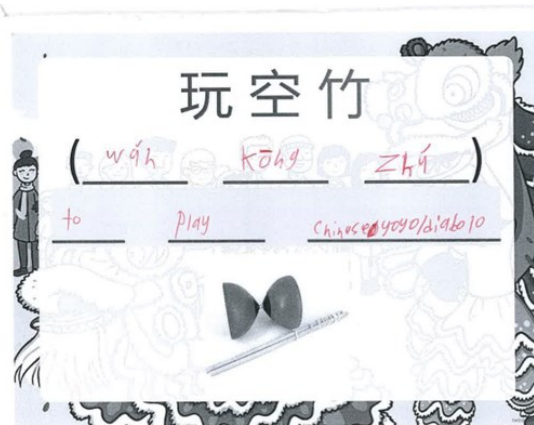 玩空竹
( wán kōng zhú )
to play Chinese yoyo/diabolo